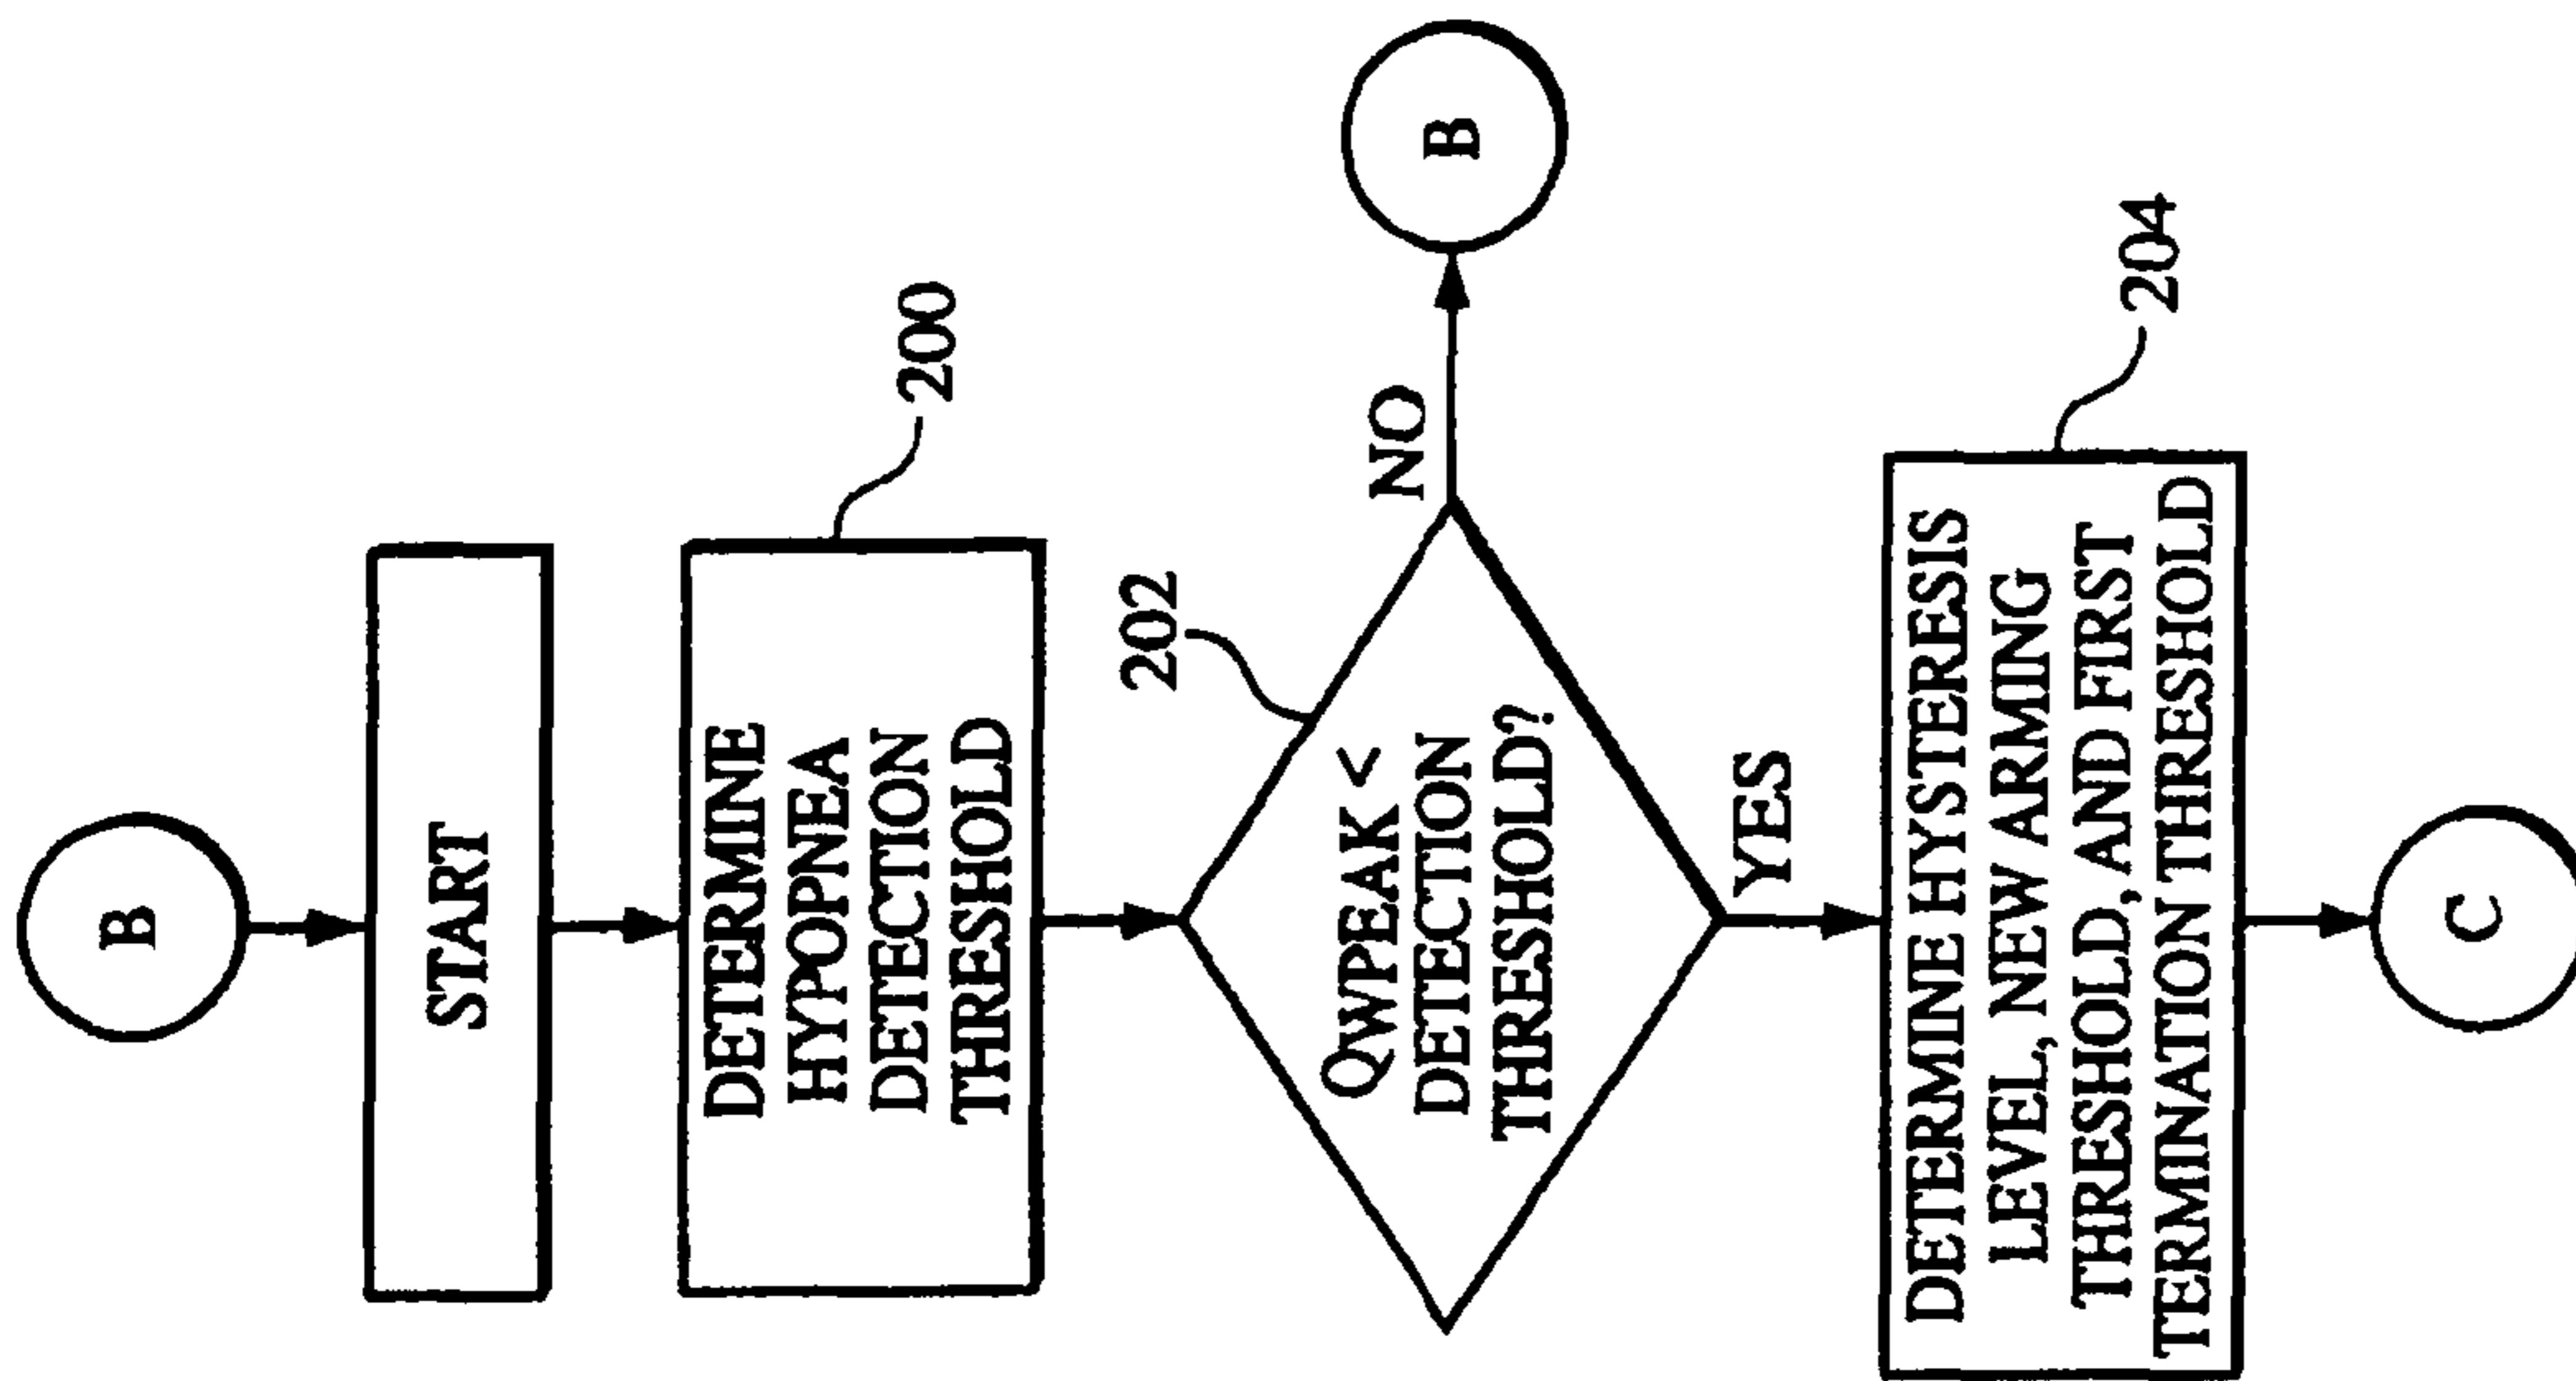 B
START
DETERMINE
HYPOPNEA
DETECTION
THRESHOLD
200
QWPEAK <
DETECTION
THRESHOLD?
202
NO
B
YES
DETERMINE HYSTERESIS
LEVEL, NEW ARMING
THRESHOLD, AND FIRST
TERMINATION THRESHOLD
204
C